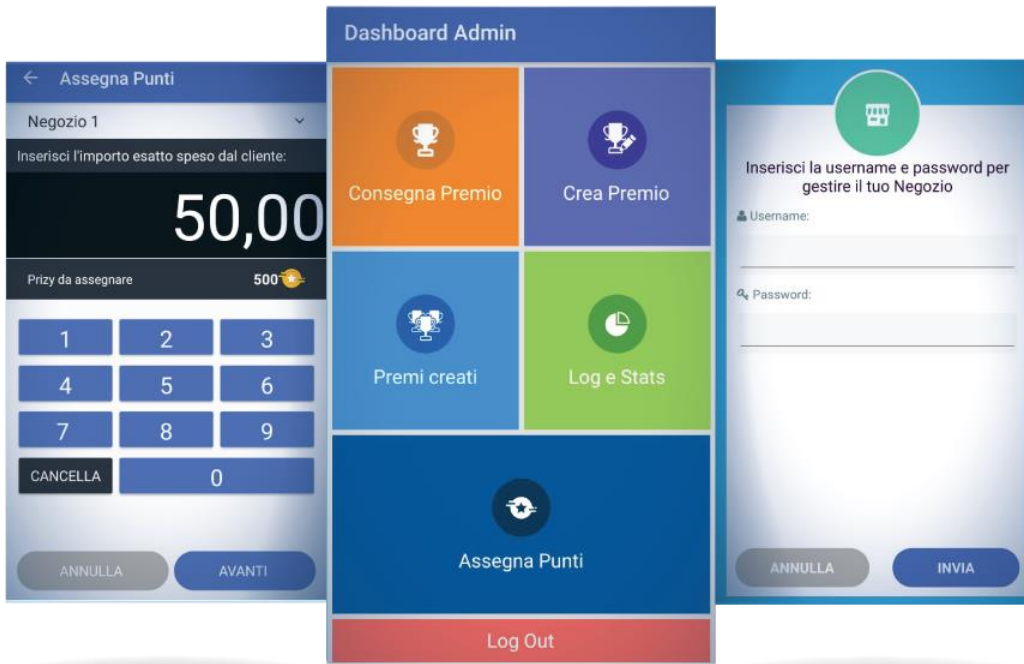 Assegna Punti
Negozio 1
Inserisci l'importo esatto speso dal cliente:
50,00
Prizy da assegnare 500
1 2 3
4 5 6
7 8 9
CANCELLA 0
ANNULLA AVANTI
Dashboard Admin
Consegna Premio Crea Premio
Premi creati Log e Stats
Assegna Punti
Log Out
Inserisci la username e password per
gestire il tuo Negozio
Username:
Password:
ANNULLA INVIA